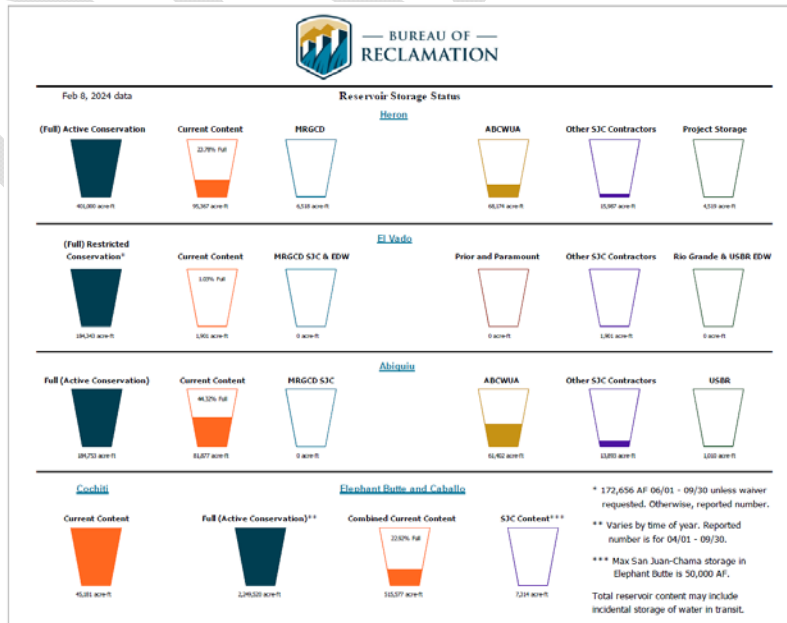 BUREAU OF
RECLAMATION
Feb 8, 2024 data
Reservoir Storage Status
Heron
(Full) Active Conservation
Current Content
MRGCD
ABCWUA
Other SJC Contractors
Project Storage
23.78% Full
401,000 acre-ft
95,367 acre-ft
6,518 acre-ft
68,174 acre-ft
15,987 acre-ft
4,519 acre-ft
El Vado
(Full) Restricted
Conservation*
Current Content
MRGCD SJC & EDW
Prior and Paramount
Other SJC Contractors
Rio Grande & USBR EDW
1.03% Full
184,343 acre-ft
1,901 acre-ft
0 acre-ft
0 acre-ft
1,901 acre-ft
0 acre-ft
Abiquiu
Full (Active Conservation)
Current Content
MRGCD SJC
ABCWUA
Other SJC Contractors
USBR
44.32% Full
184,753 acre-ft
81,877 acre-ft
0 acre-ft
61,402 acre-ft
13,893 acre-ft
1,010 acre-ft
Cochiti
Elephant Butte and Caballo
Current Content
Full (Active Conservation)**
Combined Current Content
SJC Content***
22.92% Full
45,181 acre-ft
515,577 acre-ft
7,314 acre-ft
* 172,656 AF 06/01 - 09/30 unless waiver
requested. Otherwise, reported number.
** Varies by time of year. Reported
number is for 04/01 - 09/30.
*** Max San Juan-Chama storage in
Elephant Butte is 50,000 AF.
Total reservoir content may include
incidental storage of water in transit.